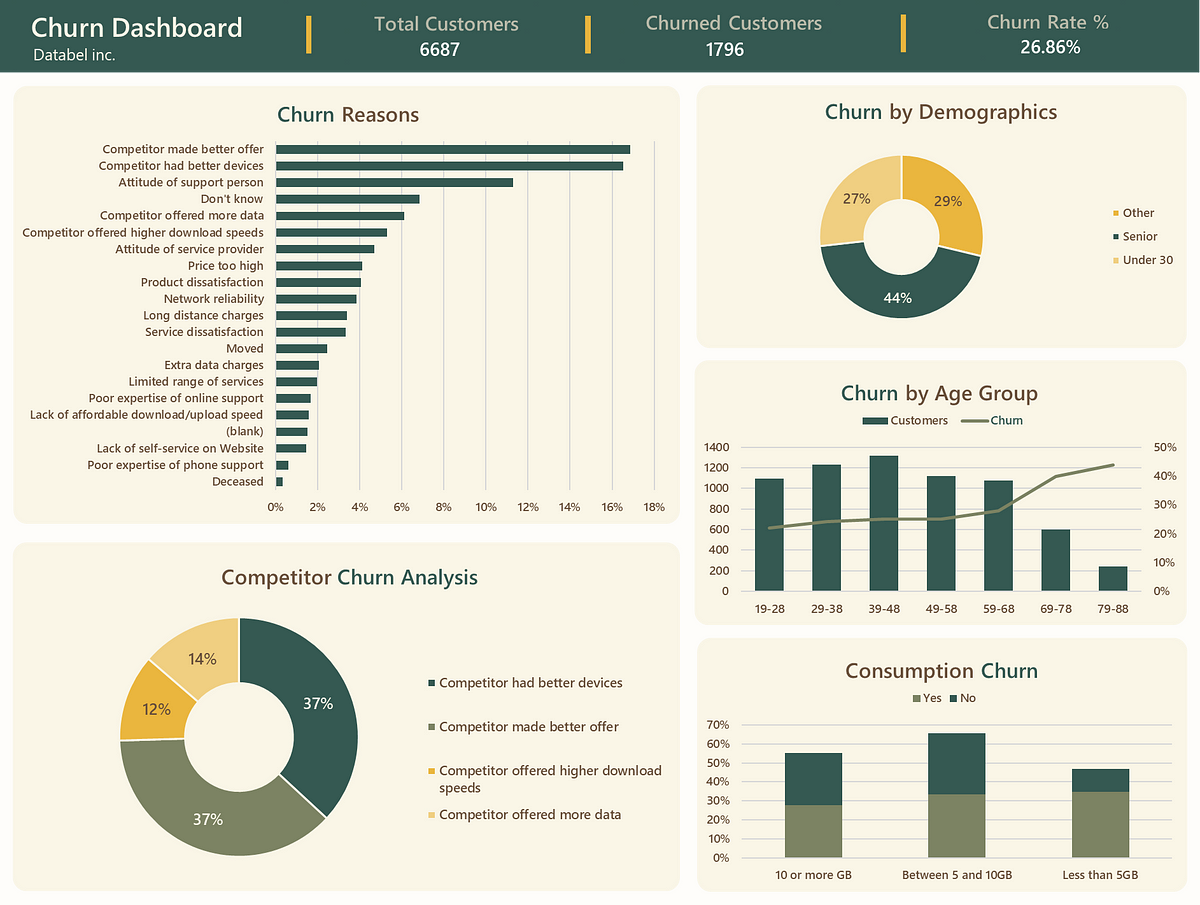 Churn Dashboard
Databel inc.
Total Customers
6687
Churned Customers
1796
Churn Rate %
26.86%
Churn Reasons
Competitor made better offer
Competitor had better devices
Attitude of support person
Don't know
Competitor offered more data
Competitor offered higher download speeds
Attitude of service provider
Price too high
Product dissatisfaction
Network reliability
Long distance charges
Service dissatisfaction
Moved
Extra data charges
Limited range of services
Poor expertise of online support
Lack of affordable download/upload speed
(blank)
Lack of self-service on Website
Poor expertise of phone support
Deceased
0% 2% 4% 6% 8% 10% 12% 14% 16% 18%
Churn by Demographics
27%
29%
44%
Other
Senior
Under 30
Churn by Age Group
Customers Churn
1400
1200
1000
800
600
400
200
0
50%
40%
30%
20%
10%
0%
19-28 29-38 39-48 49-58 59-68 69-78 79-88
Competitor Churn Analysis
14%
37%
12%
37%
Competitor had better devices
Competitor made better offer
Competitor offered higher download
speeds
Competitor offered more data
Consumption Churn
Yes No
70%
60%
50%
40%
30%
20%
10%
0%
10 or more GB Between 5 and 10GB Less than 5GB